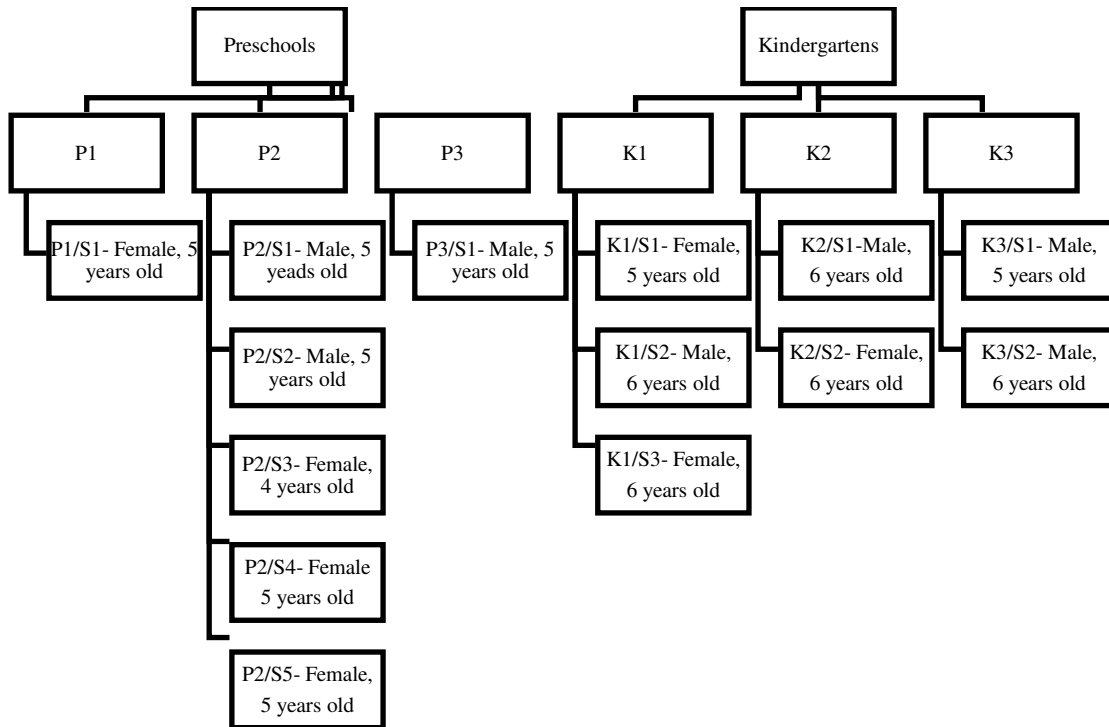 Preschools
Kindergartens
P1
P2
P3
K1
K2
K3
P1/S1- Female, 5
years old
P2/S1- Male, 5
yeads old
P3/S1- Male, 5
years old
K1/S1- Female,
5 years old
K2/S1-Male,
6 years old
K3/S1- Male,
5 years old
P2/S2- Male, 5
years old
K1/S2- Male,
6 years old
K2/S2- Female,
6 years old
K3/S2- Male,
6 years old
P2/S3- Female,
4 years old
K1/S3- Female,
6 years old
P2/S4- Female
5 years old
P2/S5- Female,
5 years old